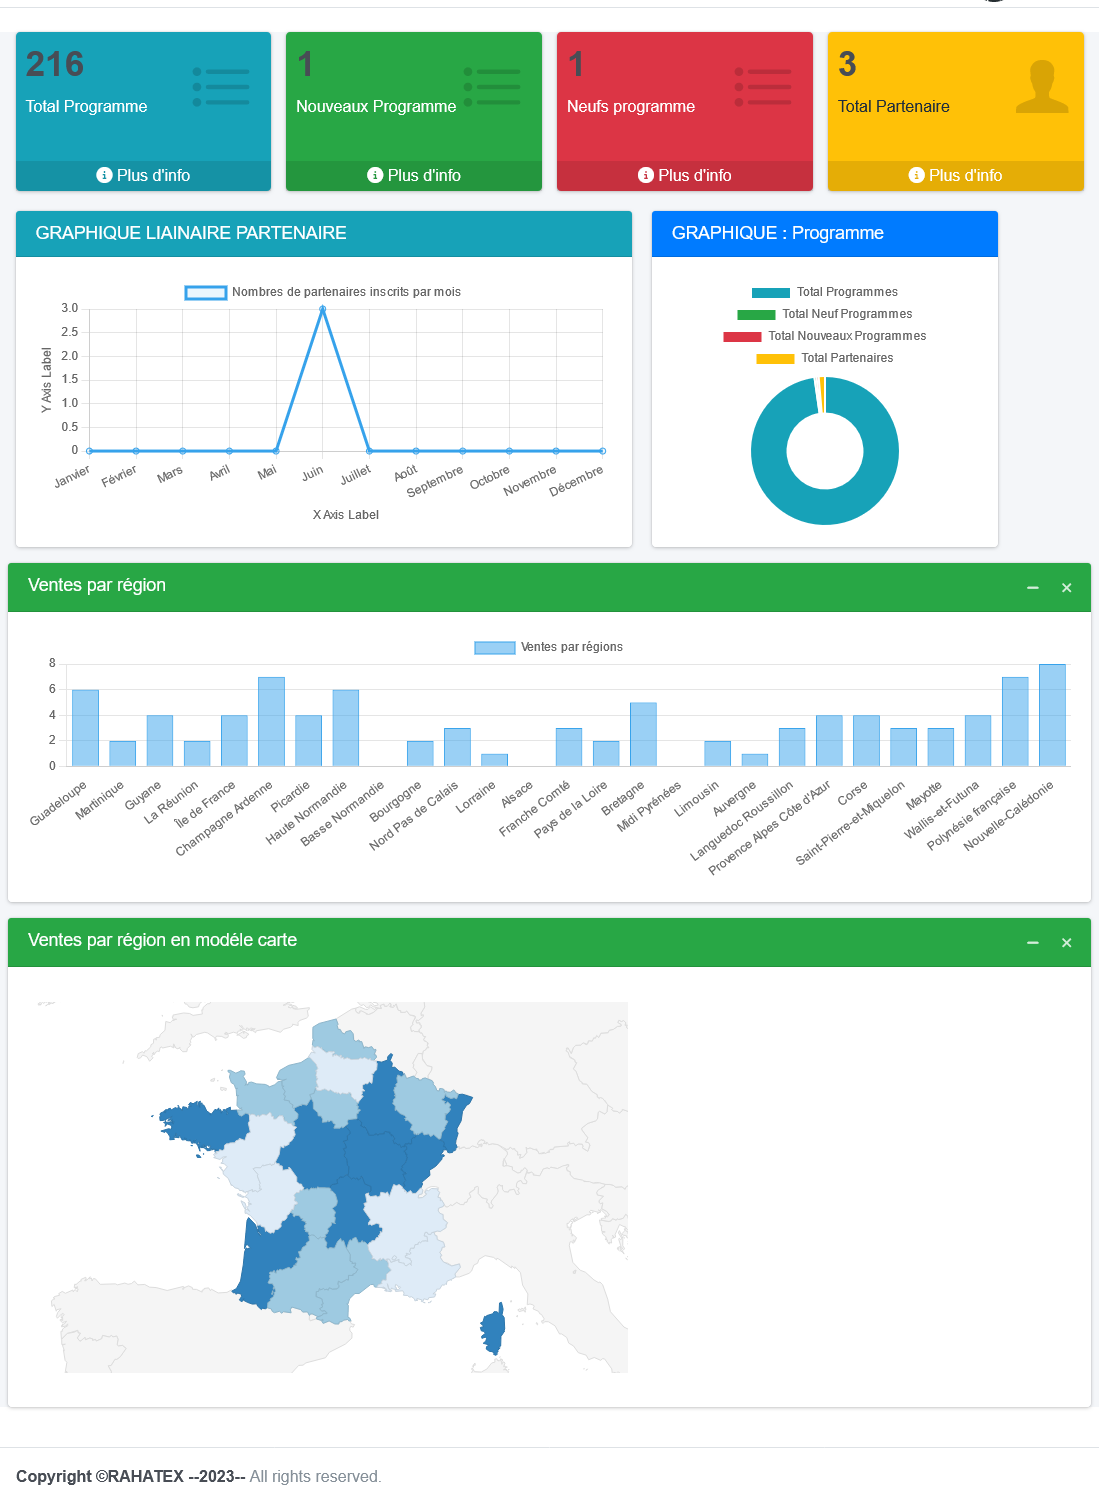 216
Total Programme
Plus d'info
1
Nouveaux Programme
Plus d'info
1
Neufs programme
Plus d'info
3
Total Partenaire
Plus d'info
GRAPHIQUE LIAINAIRE PARTENAIRE
Nombres de partenaires inscrits par mois
Y Axis Label
3.0
2.5
2.0
1.5
1.0
0.5
0
Janvier
Février
Mars
Avril
Mai
Juin
Juillet
Août
Septembre
Octobre
Novembre
Décembre
X Axis Label
GRAPHIQUE : Programme
Total Programmes
Total Neuf Programmes
Total Nouveaux Programmes
Total Partenaires
Ventes par région
Ventes par régions
8
6
4
2
0
Guadeloupe
Martinique
Guyane
La Réunion
Île de France
Champagne Ardenne
Picardie
Haute Normandie
Basse Normandie
Bourgogne
Nord Pas de Calais
Lorraine
Alsace
Franche Comté
Pays de la Loire
Bretagne
Midi Pyrénées
Limousin
Auvergne
Languedoc Roussillon
Provence Alpes Côte d'Azur
Corse
Saint-Pierre-et-Miquelon
Mayotte
Wallis-et-Futuna
Polynésie française
Nouvelle-Calédonie
Ventes par région en modéle carte
Copyright ©RAHATEX --2023-- All rights reserved.